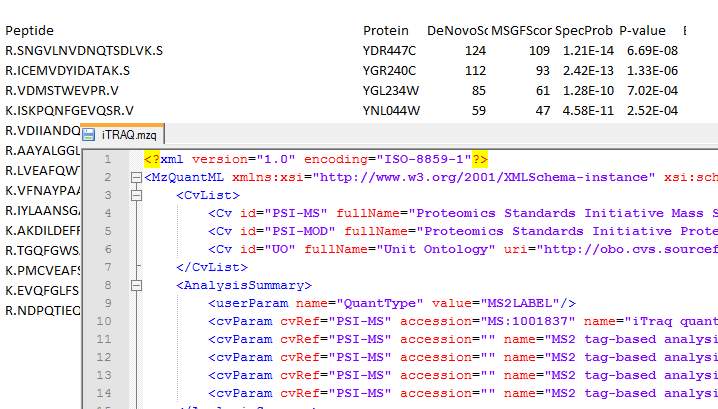 Peptide Protein DeNovoSc MSGFScor SpecProb P-value
R.SNGVLNVDNQTSDLVK.S YDR447C 124 109 1.21E-14 6.69E-08
R.ICEMVDYIDATAK.S YGR240C 112 93 2.42E-13 1.33E-06
R.VDMSTWEVPR.V YGL234W 85 61 1.28E-10 7.02E-04
K.ISKPQNFGEVQSR.V YNL044W 59 47 4.58E-11 2.52E-04
R.VDIIANDQ
R.AAYALGGL
R.LVEAFQW
K.VFNAYPAA
R.IYLAANSGA
K.AKDILDEFF
R.TGQFGWS
K.PMCVEAFS
K.EVQFGLFS
R.NDPQTIEQ
iTRAQ.mzq
1 <?xml version="1.0" encoding="ISO-8859-1"?>
2 <MzQuantML xmlns:xsi="http://www.w3.org/2001/XMLSchema-instance" xsi:sch
3 <CvList>
4 <Cv id="PSI-MS" fullName="Proteomics Standards Initiative Mass S
5 <Cv id="PSI-MOD" fullName="Proteomics Standards Initiative Prote
6 <Cv id="UO" fullName="Unit Ontology" uri="http://obo.cvs.sourcef
7 </CvList>
8 <AnalysisSummary>
9 <userParam name="QuantType" value="MS2LABEL"/>
10 <cvParam cvRef="PSI-MS" accession="MS:1001837" name="iTraq quant
11 <cvParam cvRef="PSI-MS" accession="" name="MS2 tag-based analysi
12 <cvParam cvRef="PSI-MS" accession="" name="MS2 tag-based analysi
13 <cvParam cvRef="PSI-MS" accession="" name="MS2 tag-based analysi
14 <cvParam cvRef="PSI-MS" accession="" name="MS2 tag-based analysi